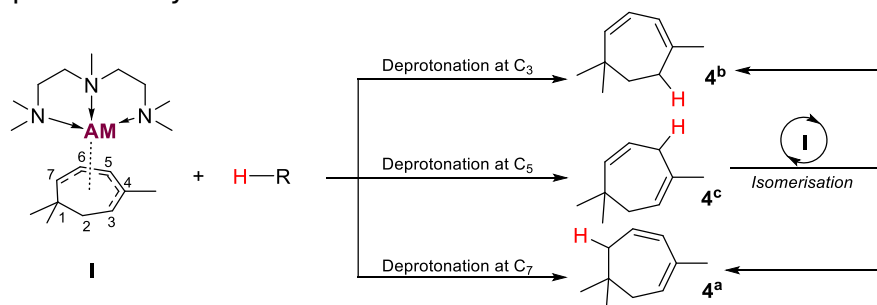 N
N
N
AM
6
7
5
4
1
2
3
I
+
H—R
Deprotonation at C3
H
4b
Deprotonation at C5
H
4c
I
Isomerisation
Deprotonation at C7
H
4a